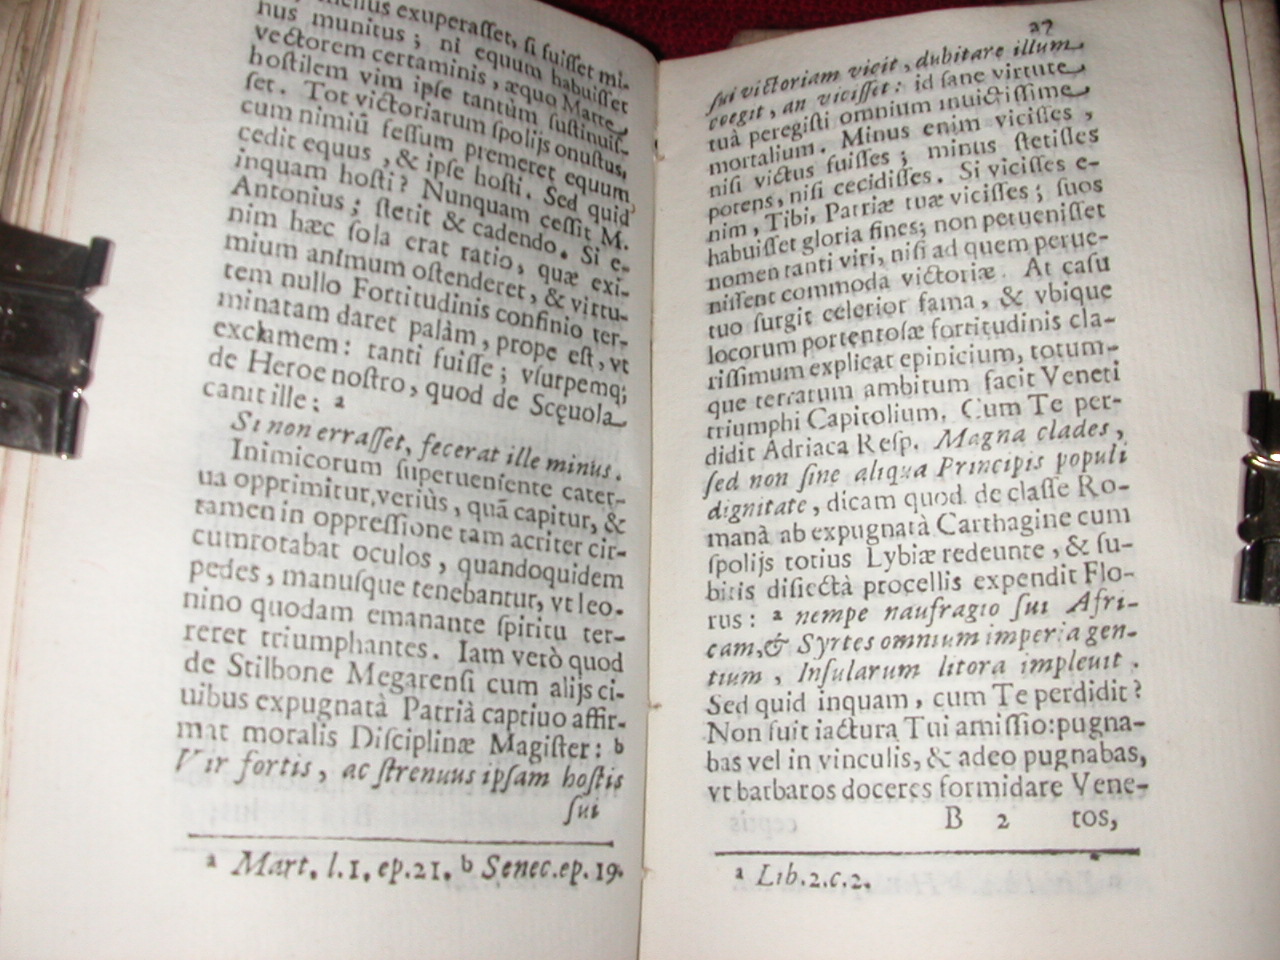 exuperasset, si fuisset mi-
nus munitus; ni equum habuisset
vectorem certaminis, æquo Marte
hostilem vim ipse tantùm sustinuis-
set. Tot victoriarum spolijs onustus,
cum nimiũ fessum premeret equum
cedit equus, & ipse hosti. Sed quid
inquam hosti? Nunquam cessit M.
Antonius; stetit & cadendo. Si e-
nim hæc sola erat ratio, quæ exi-
mium animum ostenderet, & virtu-
tem nullo Fortitudinis confinio ter-
minatam daret palàm, prope est, vt
exclamem: tanti fuisse; vsurpemq;
de Heroe nostro, quod de Scęuola
canit ille: a
Si non errasset, fecerat ille minus.
Inimicorum superueniente cater-
ua opprimitur, veriùs, quã capitur, &
tamen in oppressione tam acriter cir-
cumrotabat oculos, quandoquidem
pedes, manusque tenebantur, vt leo-
nino quodam emanante spiritu ter-
reret triumphantes. Iam verò quod
de Stilbone Megarensi cum alijs ci-
uibus expugnatà Patrià captiuo affir-
mat moralis Disciplinæ Magister: b
Vir fortis, ac strenuus ipsam hostis
sui
a Mart. l.1. ep.21. b Senec. ep. 19.
27
sui victoriam vicit, dubitare illum
coegit, an vicisset: id sane virtute
tuà peregisti omnium inuictissime
mortalium. Minus enim vicisses,
nisi victus fuisses; minus stetisses
potens, nisi cecidisses. Si vicisses e-
nim, Tibi, Patriæ tuæ vicisses; suos
habuisset gloria fines; non peruenisset
nomen tanti viri, nisi ad quem perue-
nissent commoda victoriæ. At casu
tuo surgit celerior fama, & vbique
locorum portentosæ fortitudinis cla-
rissimum explicat epinicium, totum-
que terrarum ambitum facit Veneti
triumphi Capitolium. Cum Te per-
didit Adriaca Resp. Magna clades,
sed non sine aliqua Principis populi
dignitate, dicam quod de classe Ro-
manà ab expugnatà Carthagine cum
spolijs totius Lybiæ redeunte, & su-
bitis disiectà procellis expendit Flo-
rus: a nempe naufragio sui Afri-
cam, & Syrtes omnium imperia gen-
tium, Insularum litora impleuit.
Sed quid inquam, cum Te perdidit?
Non fuit iactura Tui amissio: pugna-
bas vel in vinculis, & adeo pugnabas,
vt barbaros doceres formidare Vene-
B 2 tos,
a Lib.2.c.2.